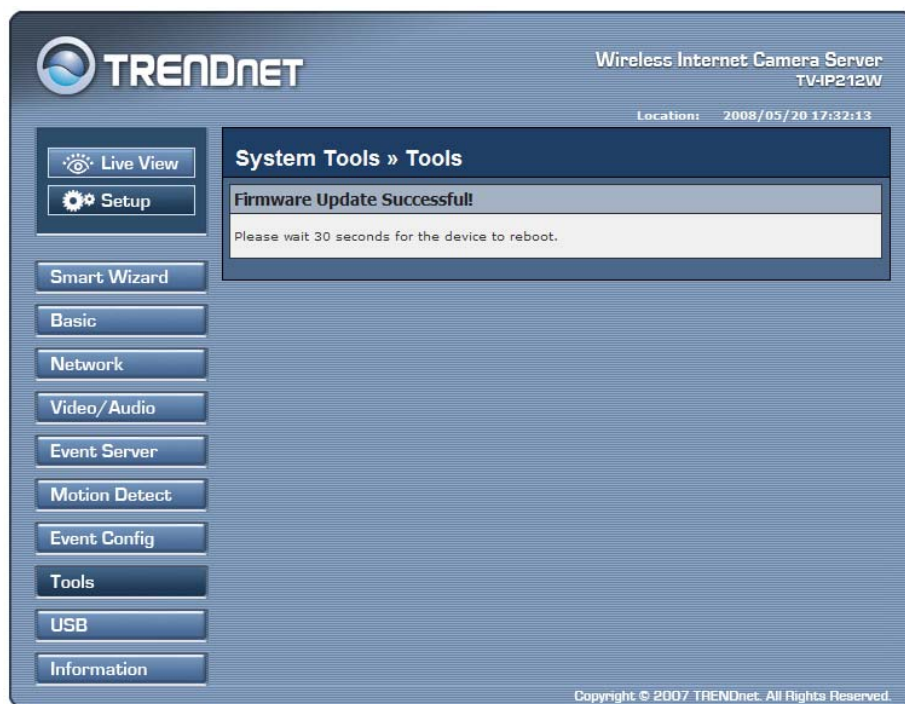 TRENDNET
Wireless Internet Camera Server
TV-IP212W
Location: 2008/05/20 17:32:13
Live View
Setup
System Tools » Tools
Firmware Update Successful!
Please wait 30 seconds for the device to reboot.
Smart Wizard
Basic
Network
Video/Audio
Event Server
Motion Detect
Event Config
Tools
USB
Information
Copyright © 2007 TRENDnet. All Rights Reserved.